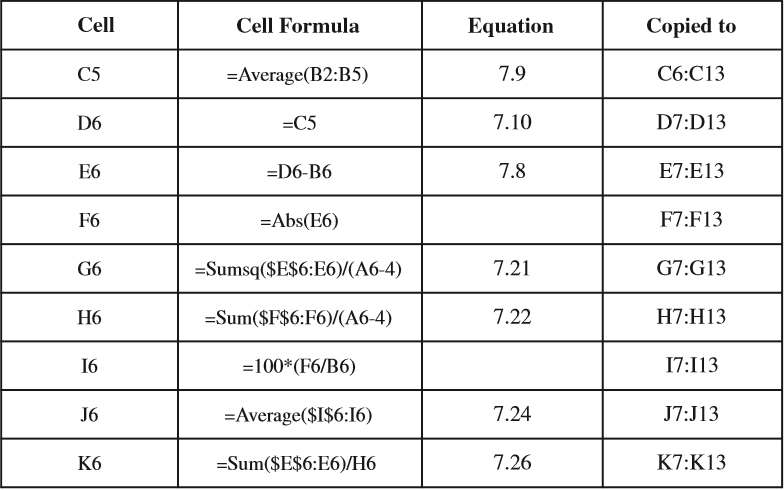 Cell Cell Formula Equation Copied to
C5 =Average(B2:B5) 7.9 C6:C13
D6 =C5 7.10 D7:D13
E6 =D6-B6 7.8 E7:E13
F6 =Abs(E6) F7:F13
G6 =Sumsq($E$6:E6)/(A6-4) 7.21 G7:G13
H6 =Sum($F$6:F6)/(A6-4) 7.22 H7:H13
I6 =100*(F6/B6) I7:I13
J6 =Average($I$6:I6) 7.24 J7:J13
K6 =Sum($E$6:E6)/H6 7.26 K7:K13